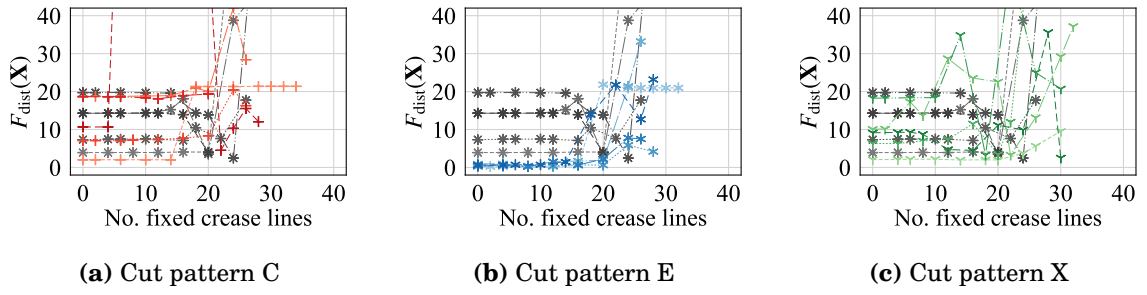 F_dist(X)
40
30
20
10
0
0 10 20 30 40
No. fixed crease lines
(a) Cut pattern C
F_dist(X)
40
30
20
10
0
0 10 20 30 40
No. fixed crease lines
(b) Cut pattern E
F_dist(X)
40
30
20
10
0
0 10 20 30 40
No. fixed crease lines
(c) Cut pattern X